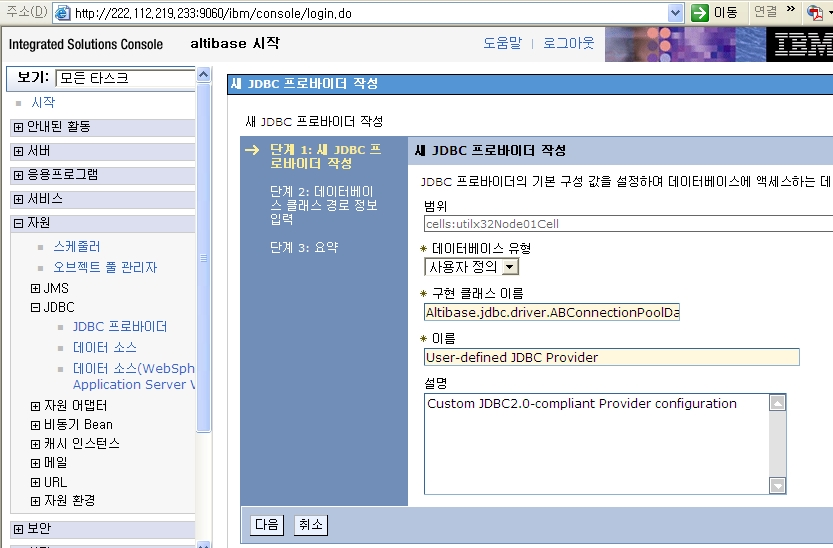 주소(D) http://222,112,219,233:9060/ibm/console/login,do 이동 연결 »
Integrated Solutions Console altibase 시작 도움말 | 로그아웃 IBM
보기: 모든 타스크
시작
안내된 활동
서버
응용프로그램
서비스
자원
스케줄러
오브젝트 풀 관리자
JMS
JDBC
JDBC 프로바이더
데이터 소스
데이터 소스(WebSph
Application Server V
자원 어댑터
비동기 Bean
캐시 인스턴스
메일
URL
자원 환경
보안
새 JDBC 프로바이더 작성
새 JDBC 프로바이더 작성
단계 1: 새 JDBC 프
로바이더 작성
단계 2: 데이터베이
스 클래스 경로 정보
입력
단계 3: 요약
새 JDBC 프로바이더 작성
JDBC 프로바이더의 기본 구성 값을 설정하여 데이터베이스에 액세스하는 데
범위
cells:utilx32Node01Cell
* 데이터베이스 유형
사용자 정의
* 구현 클래스 이름
Altibase.jdbc.driver.ABConnectionPoolDa
* 이름
User-defined JDBC Provider
설명
Custom JDBC2.0-compliant Provider configuration
다음 취소